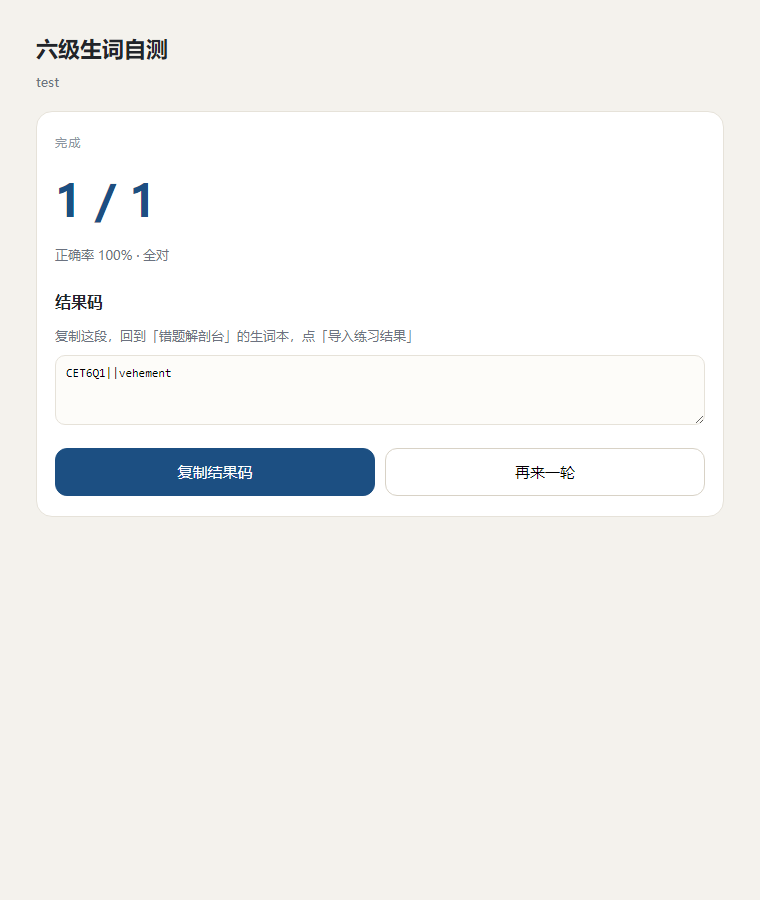 六级生词自测
test
完成
1 / 1
正确率 100% · 全对
结果码
复制这段，回到「错题解剖台」的生词本，点「导入练习结果」
CET6Q1||vehement
复制结果码
再来一轮